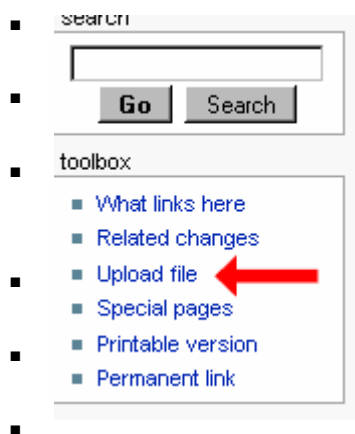 search
Go Search
toolbox
What links here
Related changes
Upload file
Special pages
Printable version
Permanent link